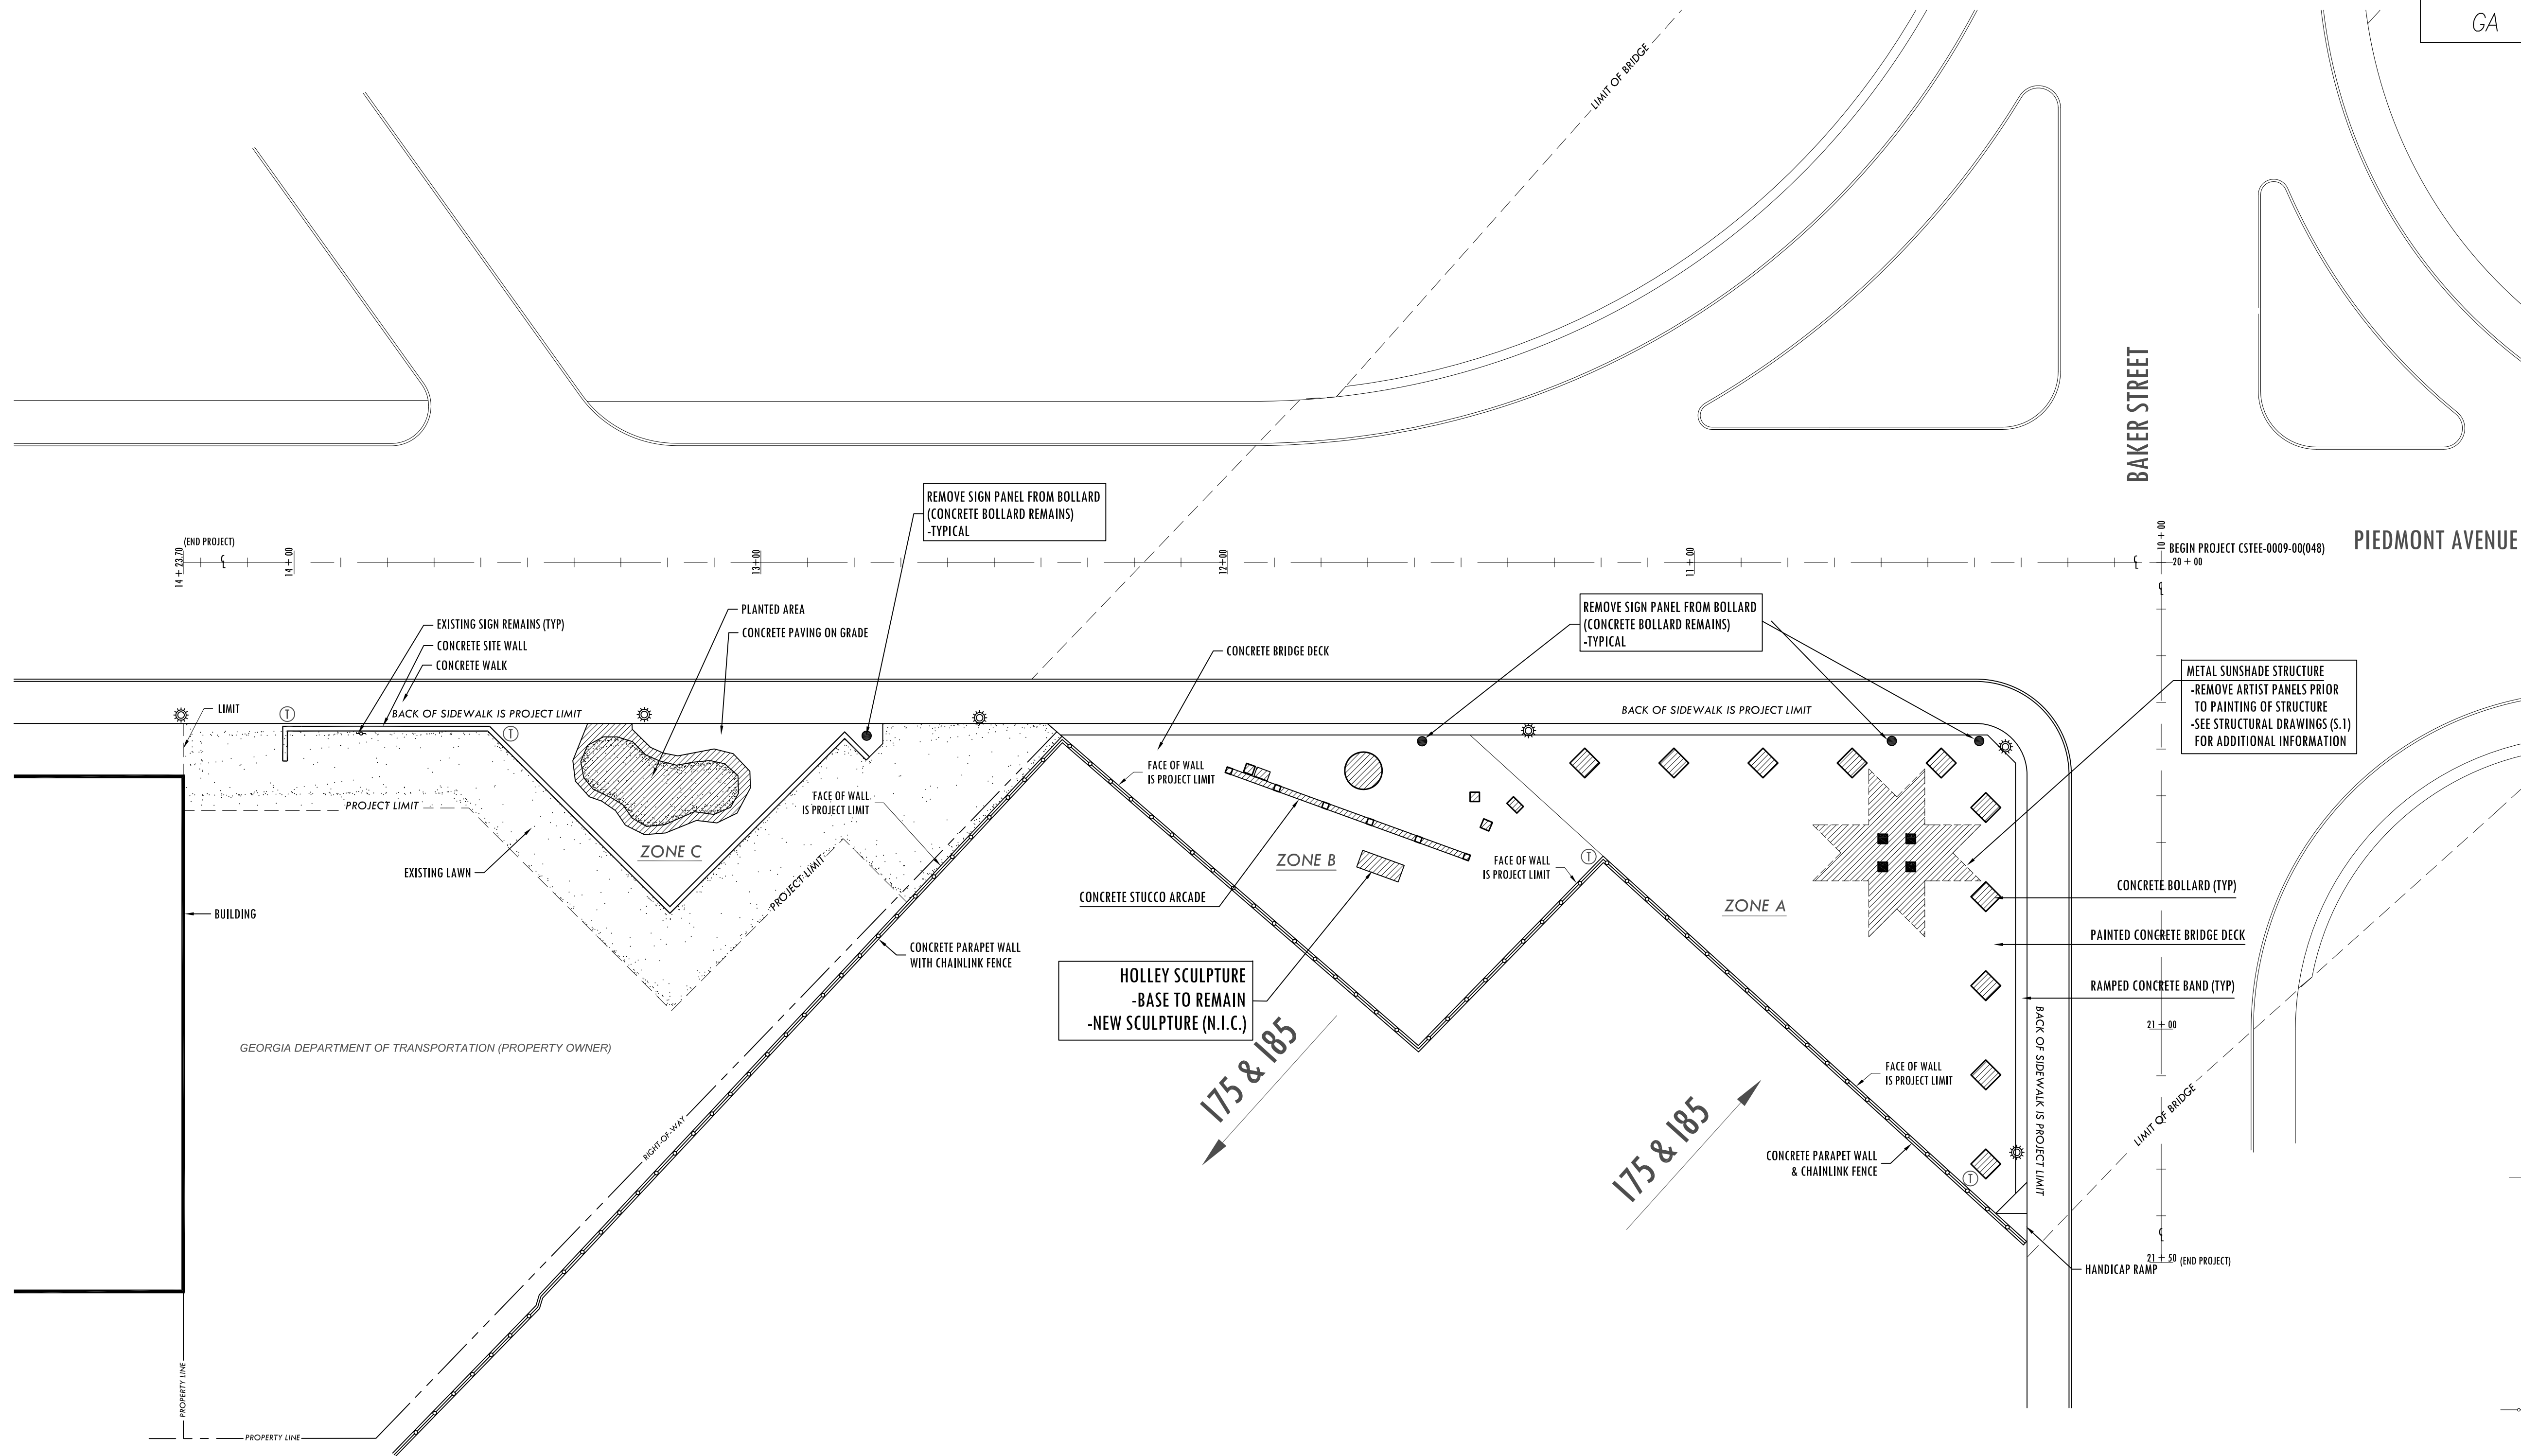 GA
LIMIT OF BRIDGE
BAKER STREET
PIEDMONT AVENUE
REMOVE SIGN PANEL FROM BOLLARD
(CONCRETE BOLLARD REMAINS)
-TYPICAL
(END PROJECT)
14 + 23.70
℄
14 + 00
13+00
12+00
11 + 00
℄
10 + 00
BEGIN PROJECT CSTEE-0009-00(048)
20 + 00
℄
REMOVE SIGN PANEL FROM BOLLARD
(CONCRETE BOLLARD REMAINS)
-TYPICAL
PLANTED AREA
CONCRETE PAVING ON GRADE
EXISTING SIGN REMAINS (TYP)
CONCRETE SITE WALL
CONCRETE WALK
CONCRETE BRIDGE DECK
METAL SUNSHADE STRUCTURE
-REMOVE ARTIST PANELS PRIOR
TO PAINTING OF STRUCTURE
-SEE STRUCTURAL DRAWINGS (S.1)
FOR ADDITIONAL INFORMATION
LIMIT
T
BACK OF SIDEWALK IS PROJECT LIMIT
T
BACK OF SIDEWALK IS PROJECT LIMIT
FACE OF WALL
IS PROJECT LIMIT
FACE OF WALL
IS PROJECT LIMIT
PROJECT LIMIT
ZONE C
ZONE B
FACE OF WALL
IS PROJECT LIMIT
T
EXISTING LAWN
PROJECT LIMIT
CONCRETE STUCCO ARCADE
ZONE A
CONCRETE BOLLARD (TYP)
BUILDING
PAINTED CONCRETE BRIDGE DECK
CONCRETE PARAPET WALL
WITH CHAINLINK FENCE
HOLLEY SCULPTURE
-BASE TO REMAIN
-NEW SCULPTURE (N.I.C.)
RAMPED CONCRETE BAND (TYP)
21 + 00
GEORGIA DEPARTMENT OF TRANSPORTATION (PROPERTY OWNER)
I75 & I85
I75 & I85
FACE OF WALL
IS PROJECT LIMIT
BACK OF SIDEWALK IS PROJECT LIMIT
LIMIT OF BRIDGE
RIGHT-OF-WAY
CONCRETE PARAPET WALL
& CHAINLINK FENCE
T
℄
21 + 50 (END PROJECT)
HANDICAP RAMP
PROPERTY LINE
PROPERTY LINE